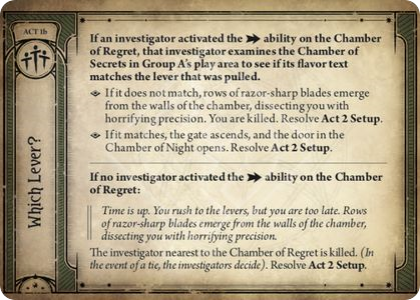 ACT 1b
Which Lever?
If an investigator activated the ability on the Chamber
of Regret, that investigator examines the Chamber of
Secrets in Group A's play area to see if its flavor text
matches the lever that was pulled.
If it does not match, rows of razor-sharp blades emerge
from the walls of the chamber, dissecting you with
horrifying precision. You are killed. Resolve Act 2 Setup.
If it matches, the gate ascends, and the door in the
Chamber of Night opens. Resolve Act 2 Setup.
If no investigator activated the ability on the Chamber
of Regret:
Time is up. You rush to the levers, but you are too late. Rows
of razor-sharp blades emerge from the walls of the chamber,
dissecting you with horrifying precision.
The investigator nearest to the Chamber of Regret is killed. (In
the event of a tie, the investigators decide). Resolve Act 2 Setup.